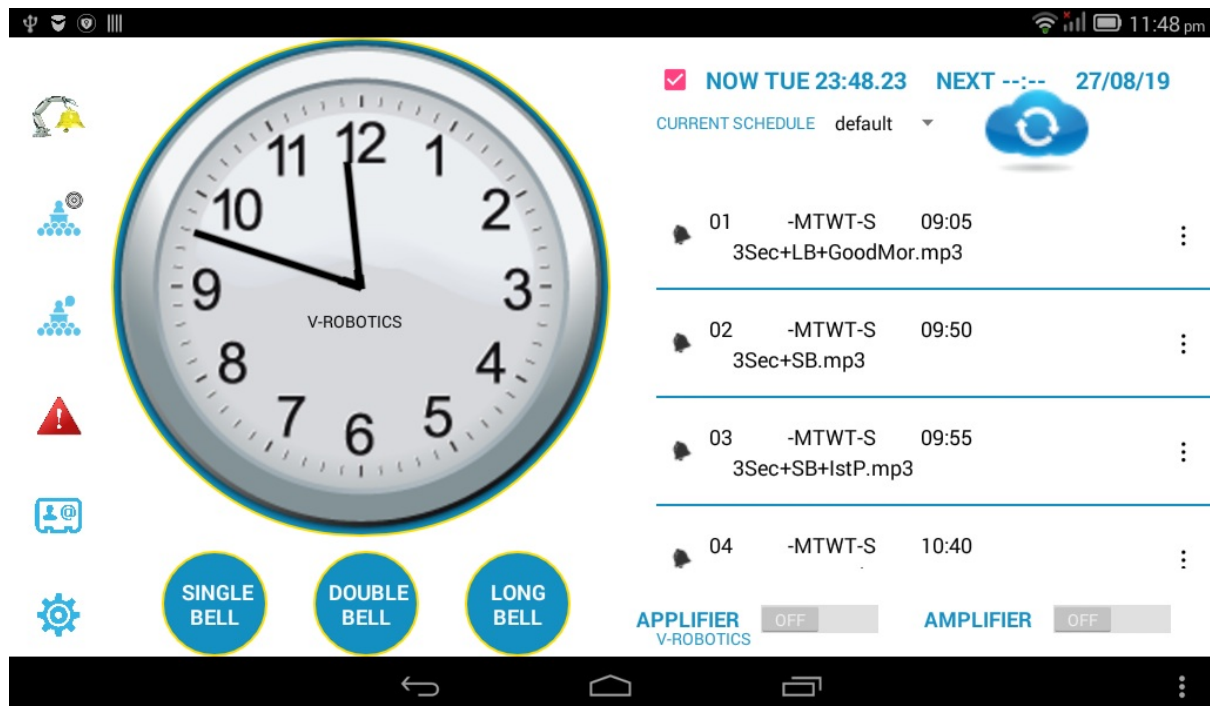 11:48 pm
NOW TUE 23:48.23 NEXT --:-- 27/08/19
CURRENT SCHEDULE default
12
1
2
3
4
5
6
7
8
9
10
11
V-ROBOTICS
01 -MTWT-S 09:05
3Sec+LB+GoodMor.mp3
02 -MTWT-S 09:50
3Sec+SB.mp3
03 -MTWT-S 09:55
3Sec+SB+IstP.mp3
04 -MTWT-S 10:40
SINGLE BELL
DOUBLE BELL
LONG BELL
APPLIFIER OFF AMPLIFIER OFF
V-ROBOTICS